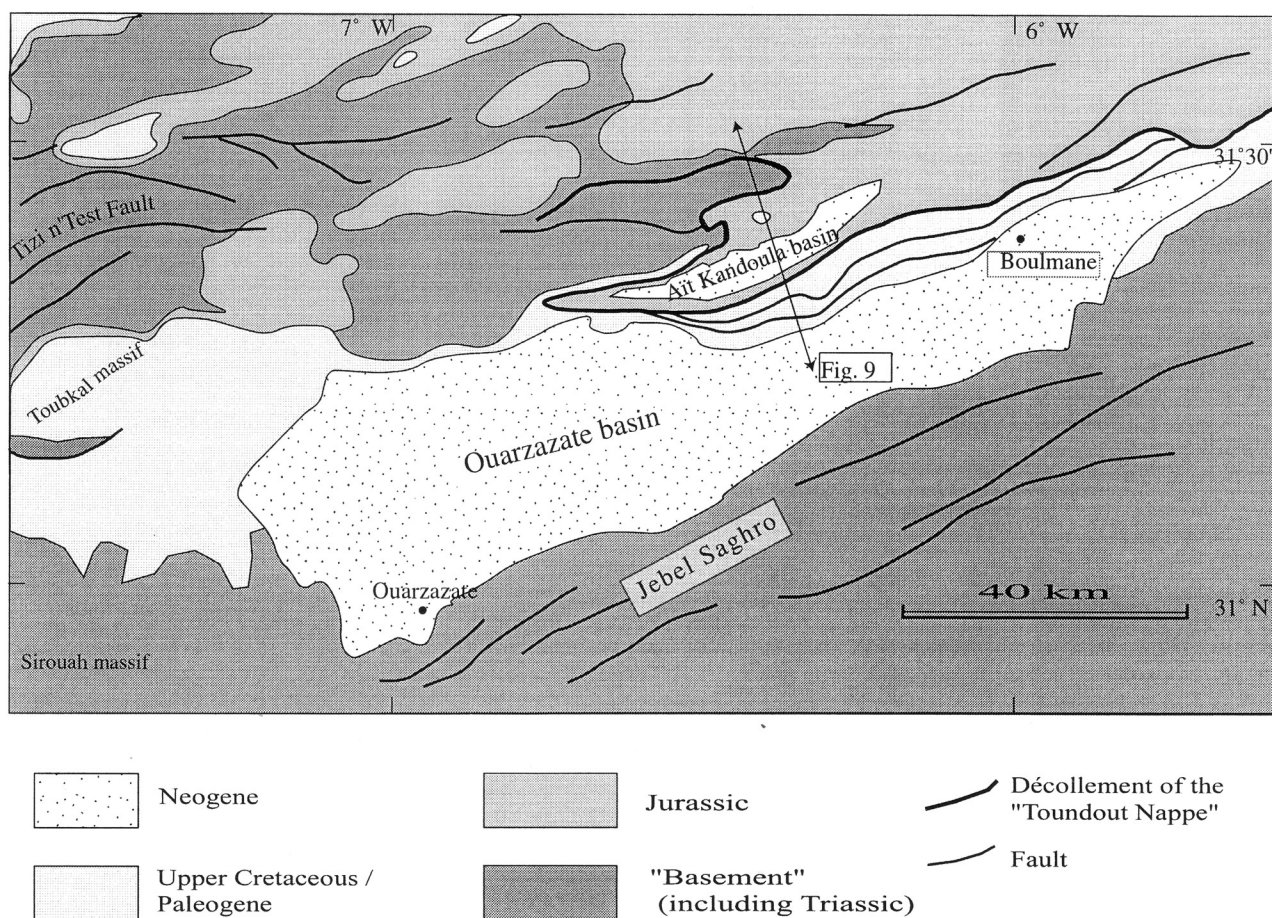 7° W
6° W
31°30'
Tizi n'Test Fault
Aït Kandoula basin
Boulmane
Toubkal massif
Fig. 9
Ouarzazate basin
Jebel Saghro
Ouarzazate
40 km
31° N
Sirouah massif
Neogene
Jurassic
Décollement of the
"Toundout Nappe"
Fault
Upper Cretaceous /
Paleogene
"Basement"
(including Triassic)